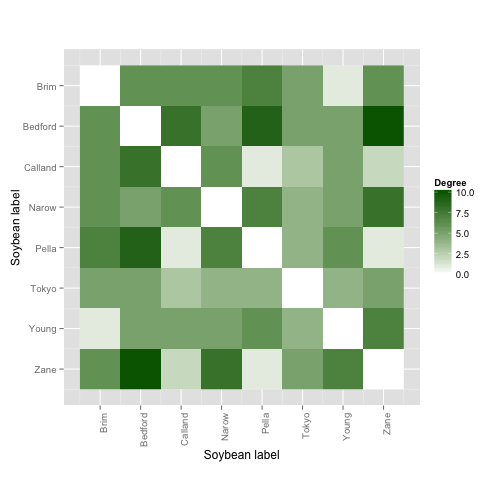 Soybean label
Brim
Bedford
Calland
Narow
Pella
Tokyo
Young
Zane
Brim
Bedford
Calland
Narow
Pella
Tokyo
Young
Zane
Soybean label
Degree
10.0
7.5
5.0
2.5
0.0